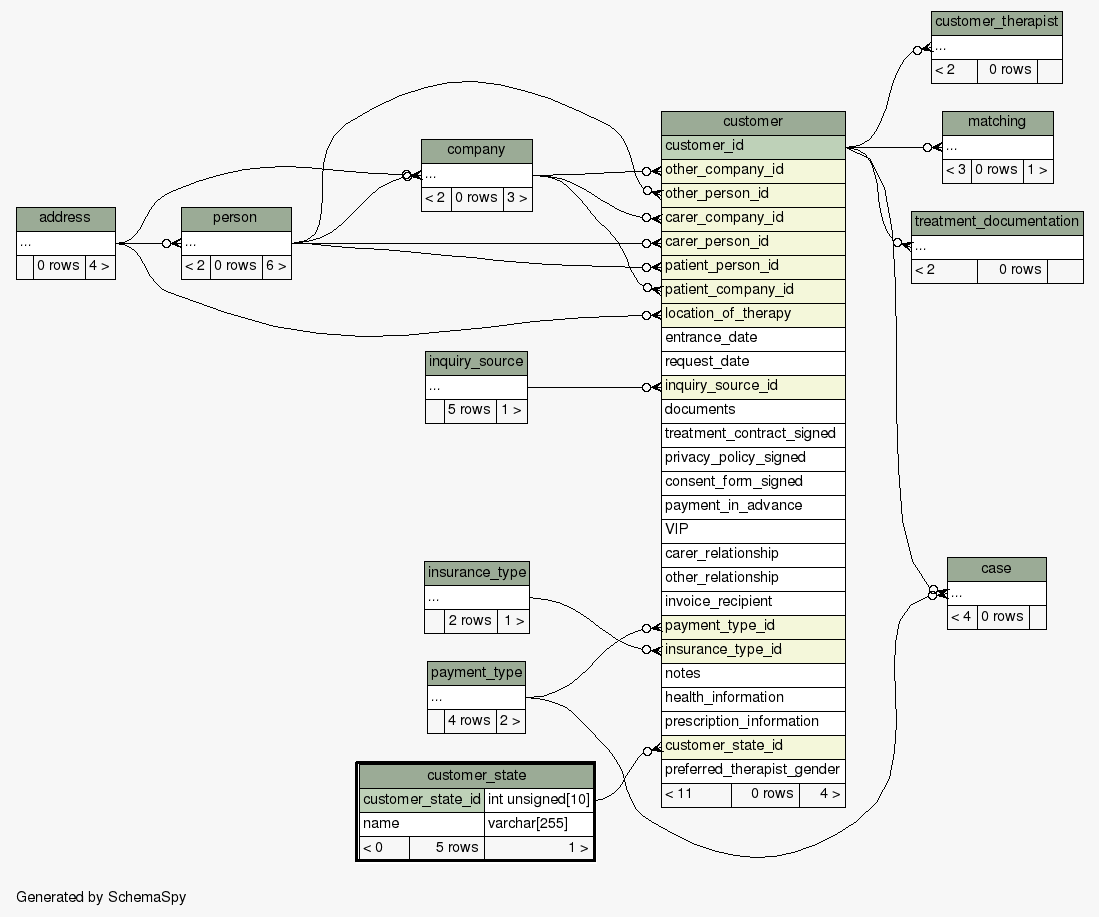 customer_therapist
...
< 2 0 rows
customer
customer_id
other_company_id
other_person_id
carer_company_id
carer_person_id
patient_person_id
patient_company_id
location_of_therapy
entrance_date
request_date
inquiry_source_id
documents
treatment_contract_signed
privacy_policy_signed
consent_form_signed
payment_in_advance
VIP
carer_relationship
other_relationship
invoice_recipient
payment_type_id
insurance_type_id
notes
health_information
prescription_information
customer_state_id
preferred_therapist_gender
< 11 0 rows 4 >
matching
...
< 3 0 rows 1 >
company
...
< 2 0 rows 3 >
address
...
0 rows 4 >
person
...
< 2 0 rows 6 >
treatment_documentation
...
< 2 0 rows
inquiry_source
...
5 rows 1 >
insurance_type
...
2 rows 1 >
case
...
< 4 0 rows
payment_type
...
4 rows 2 >
customer_state
customer_state_id int unsigned[10]
name varchar[255]
< 0 5 rows 1 >
Generated by SchemaSpy